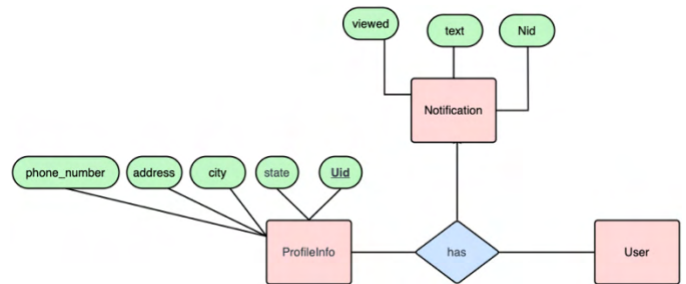 viewed
text
Nid
Notification
phone_number
address
city
state
Uid
ProfileInfo
has
User